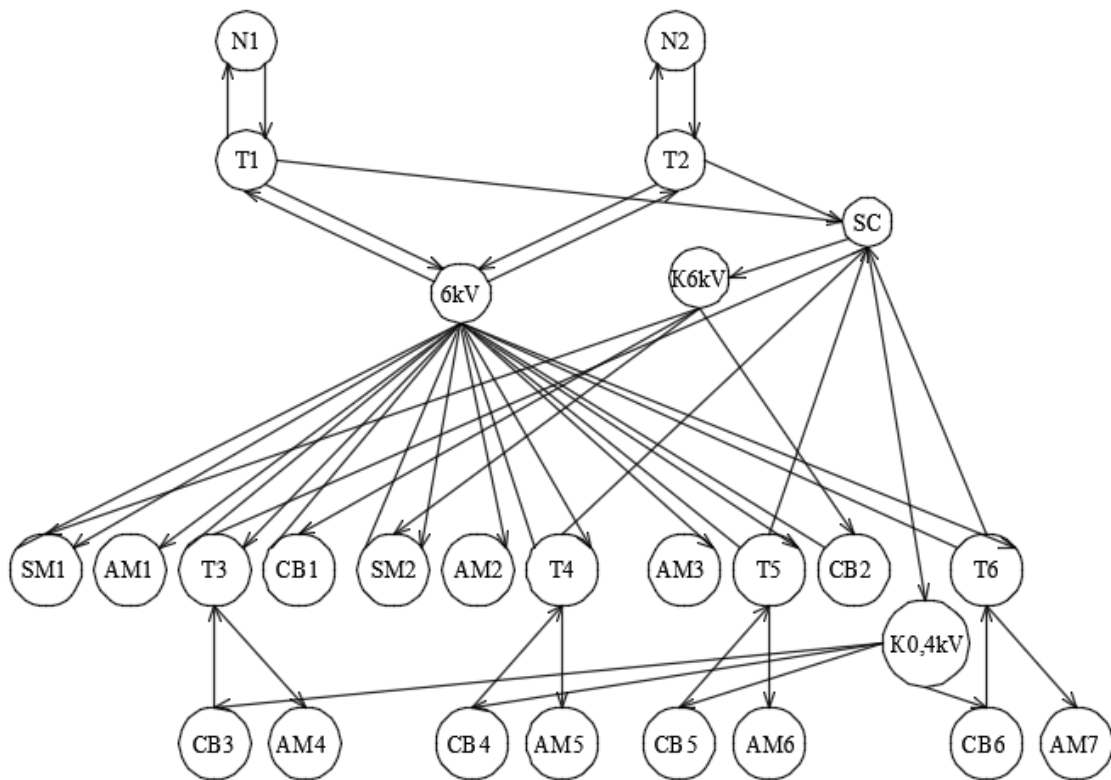 N1
N2
T1
T2
SC
6kV
K6kV
SM1
AM1
T3
CB1
SM2
AM2
T4
AM3
T5
CB2
T6
K0,4kV
CB3
AM4
CB4
AM5
CB5
AM6
CB6
AM7